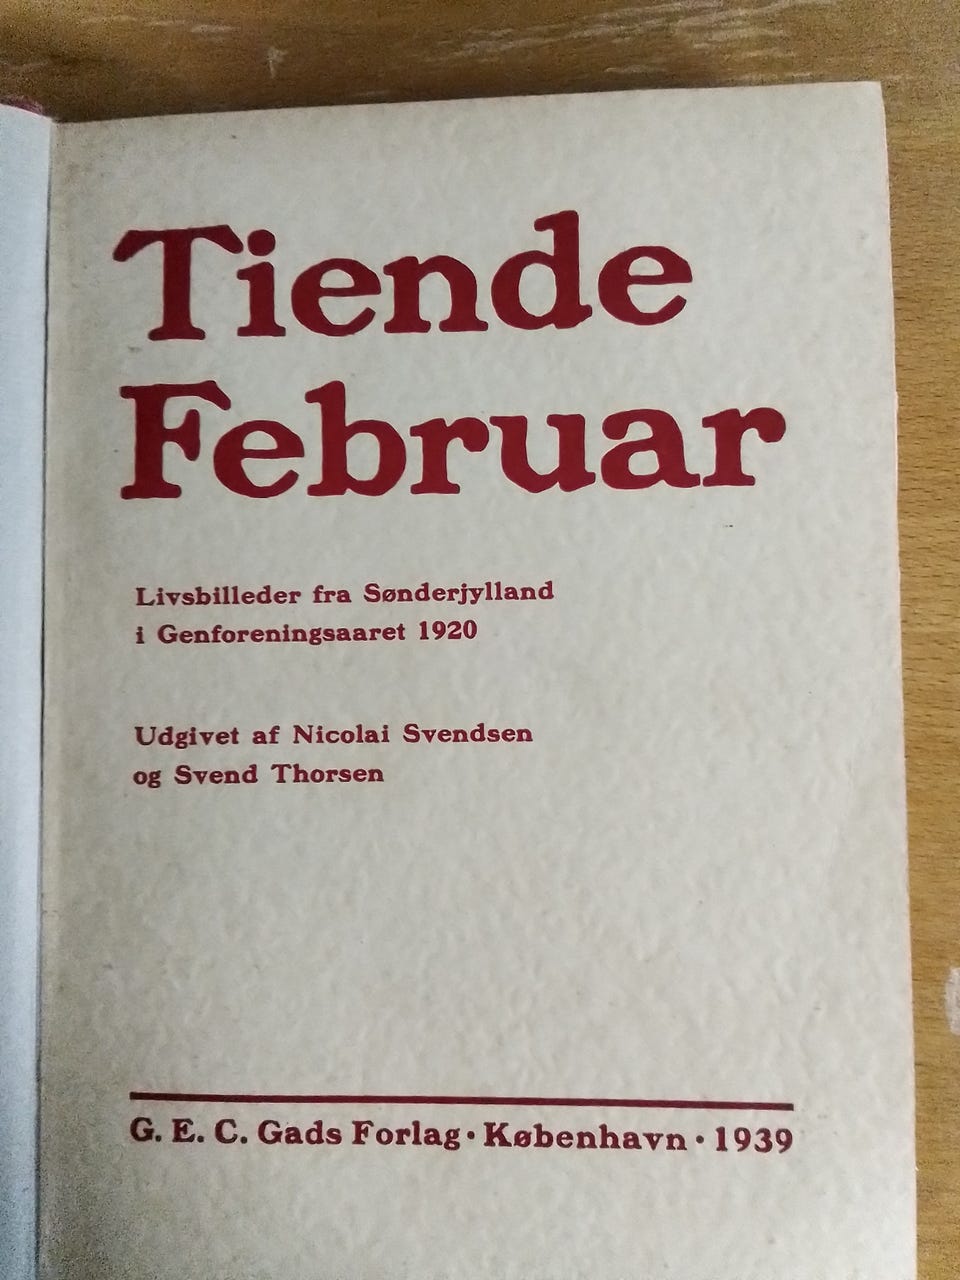 Tiende
Februar
Livsbilleder fra Sønderjylland
i Genforeningsaaret 1920
Udgivet af Nicolai Svendsen
og Svend Thorsen
G. E. C. Gads Forlag · København · 1939